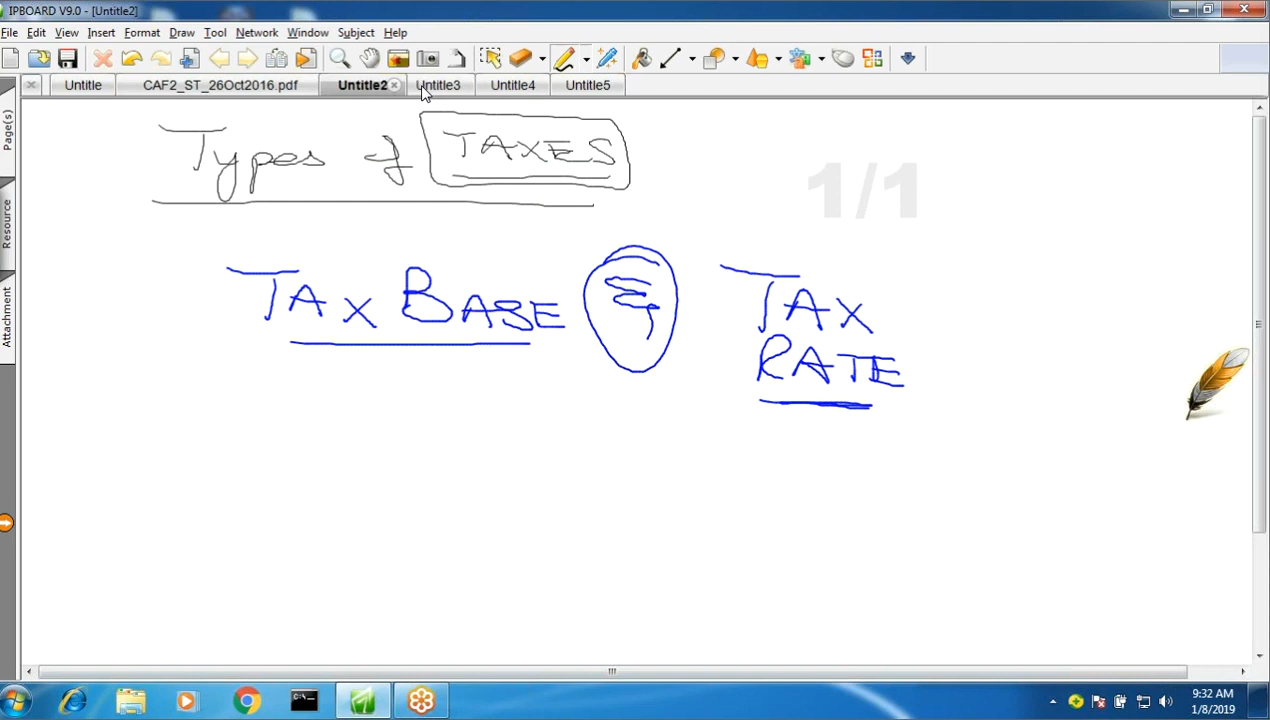 IPBOARD V9.0 - [Untitle2]
File Edit View Insert Format Draw Tool Network Window Subject Help
Untitle CAF2_ST_26Oct2016.pdf Untitle2 Untitle3 Untitle4 Untitle5
Page(s)
Resource
Attachment
Types of TAXES
1/1
TAX BASE TAX
RATE
9:32 AM
1/8/2019